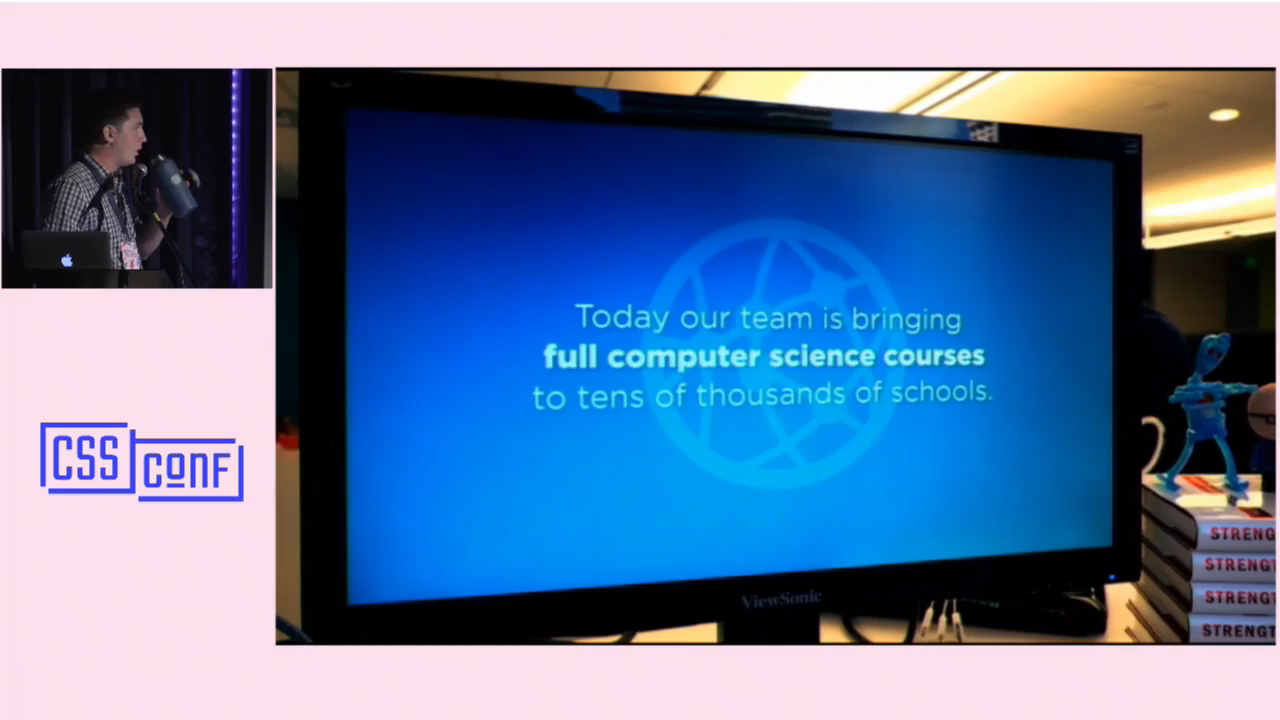 Today our team is bringing
full computer science courses
to tens of thousands of schools.
ViewSonic
CSS
CONF
STRENG
STRENGT
STRENGT
STRENGT